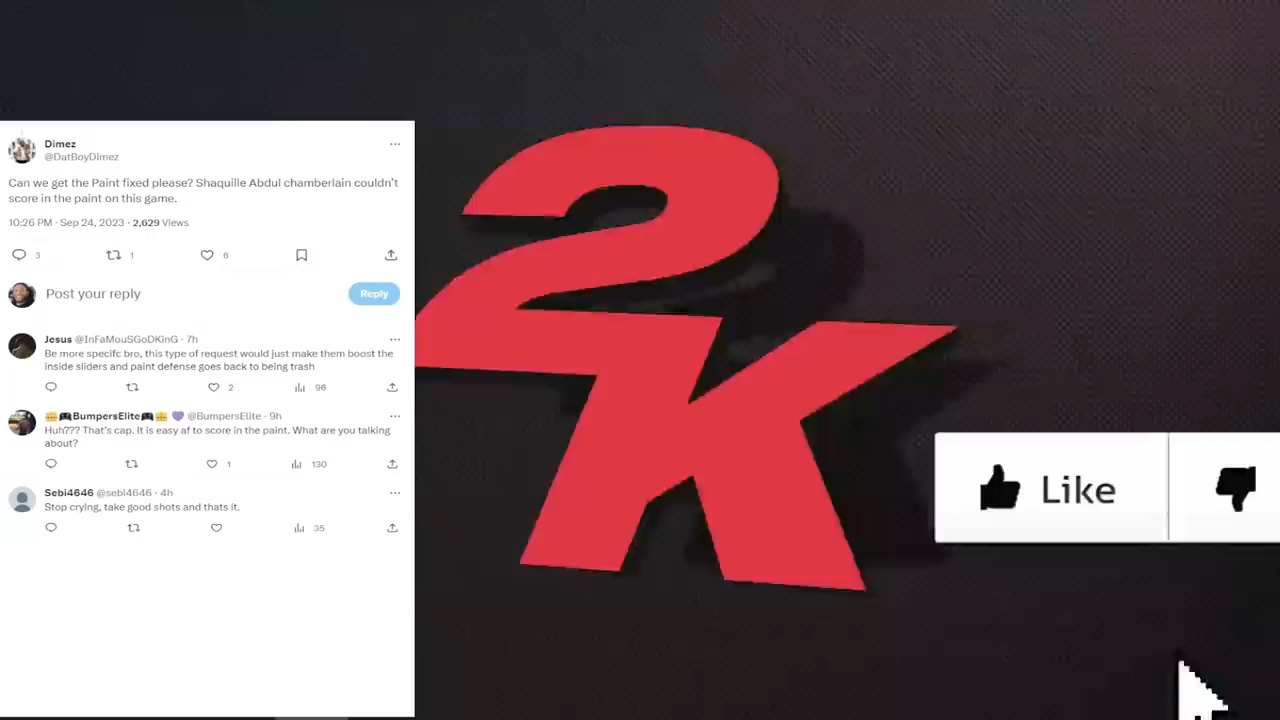 Dimez
@DatBoyDimez
Can we get the Paint fixed please? Shaquille Abdul chamberlain couldn't
score in the paint on this game.
10:26 PM · Sep 24, 2023 · 2,629 Views
3 1 6
Post your reply Reply
Jesus @InFaMouSGoDKinG · 7h
Be more specifc bro, this type of request would just make them boost the
inside sliders and paint defense goes back to being trash
2 96
👑🎮BumpersElite🎮👑 💜 @BumpersElite · 9h
Huh??? That's cap. It is easy af to score in the paint. What are you talking
about?
1 130
Sebi4646 @sebi4646 · 4h
Stop crying, take good shots and thats it.
35
2K
Like